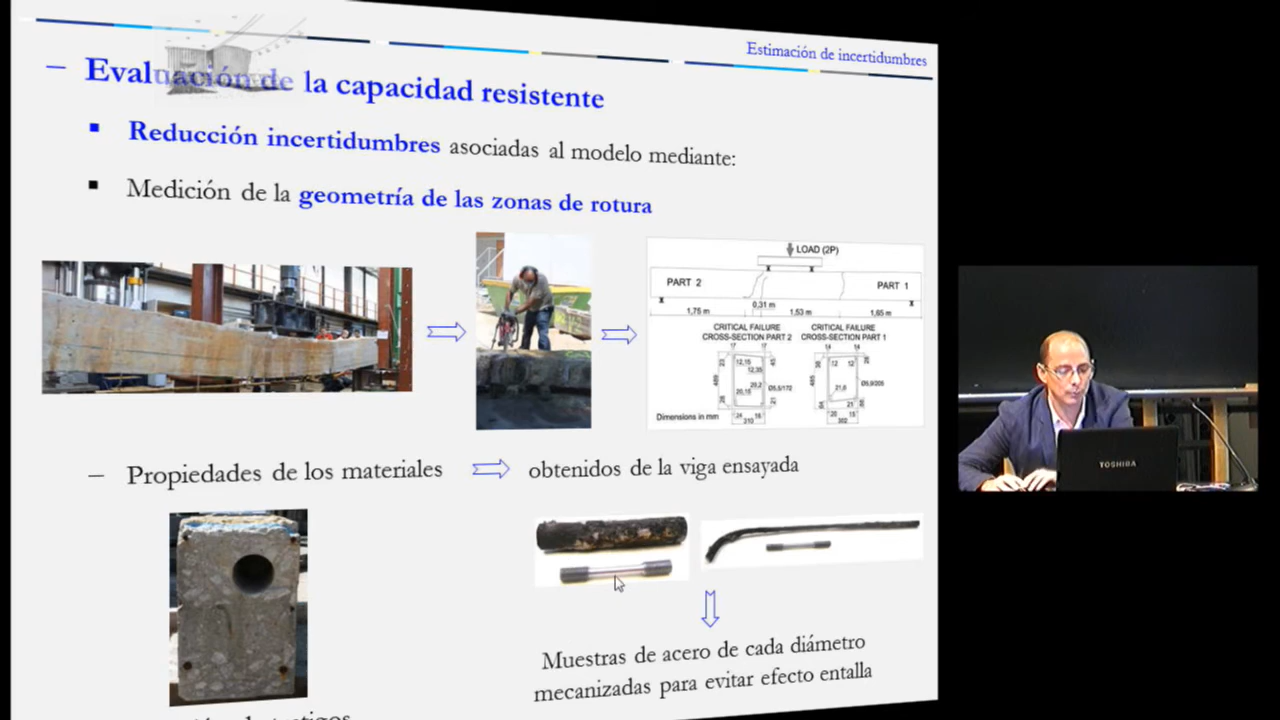 Estimación de incertidumbres
– Evaluación de la capacidad resistente
Reducción incertidumbres asociadas al modelo mediante:
Medición de la geometría de las zonas de rotura
LOAD (2P)
PART 2
PART 1
0,31 m
1,75 m
1,53 m
1,65 m
CRITICAL FAILURE
CROSS-SECTION PART 2
CRITICAL FAILURE
CROSS-SECTION PART 1
Dimensions in mm
310
302
– Propiedades de los materiales
obtenidos de la viga ensayada
TOSHIBA
Muestras de acero de cada diámetro
mecanizadas para evitar efecto entalla